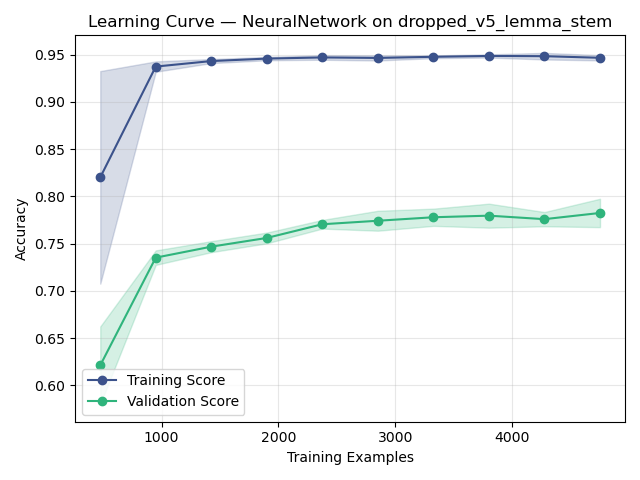 Learning Curve — NeuralNetwork on dropped_v5_lemma_stem
Accuracy
0.95
0.90
0.85
0.80
0.75
0.70
0.65
0.60
Training Score
Validation Score
1000 2000 3000 4000
Training Examples